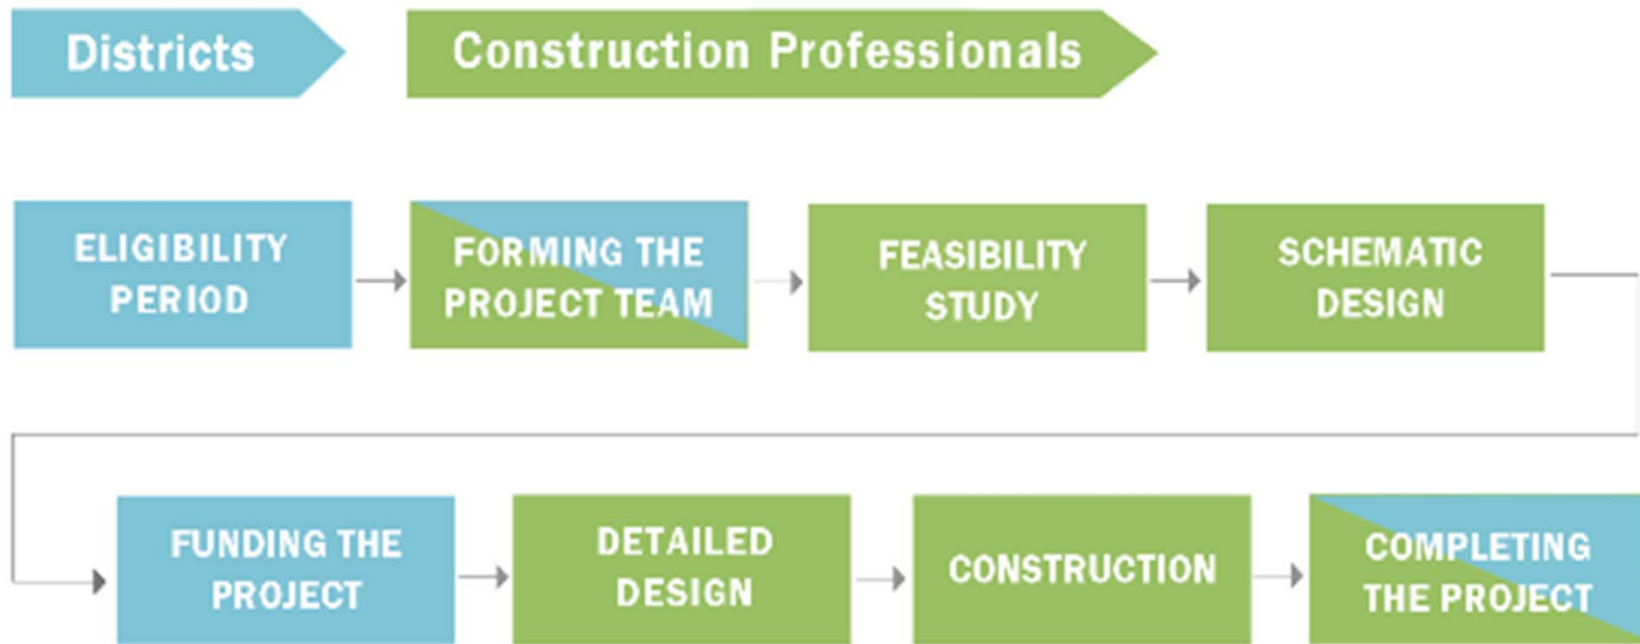 Districts
Construction Professionals
ELIGIBILITY
PERIOD
FORMING THE
PROJECT TEAM
FEASIBILITY
STUDY
SCHEMATIC
DESIGN
FUNDING THE
PROJECT
DETAILED
DESIGN
CONSTRUCTION
COMPLETING
THE PROJECT